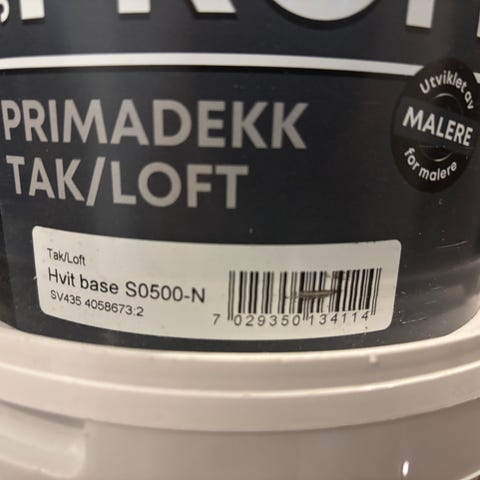 PROF
PRIMADEKK
TAK/LOFT
Utviklet av
MALERE
for malere
Tak/Loft
Hvit base S0500-N
SV435 4058673:2
7 029350 134114